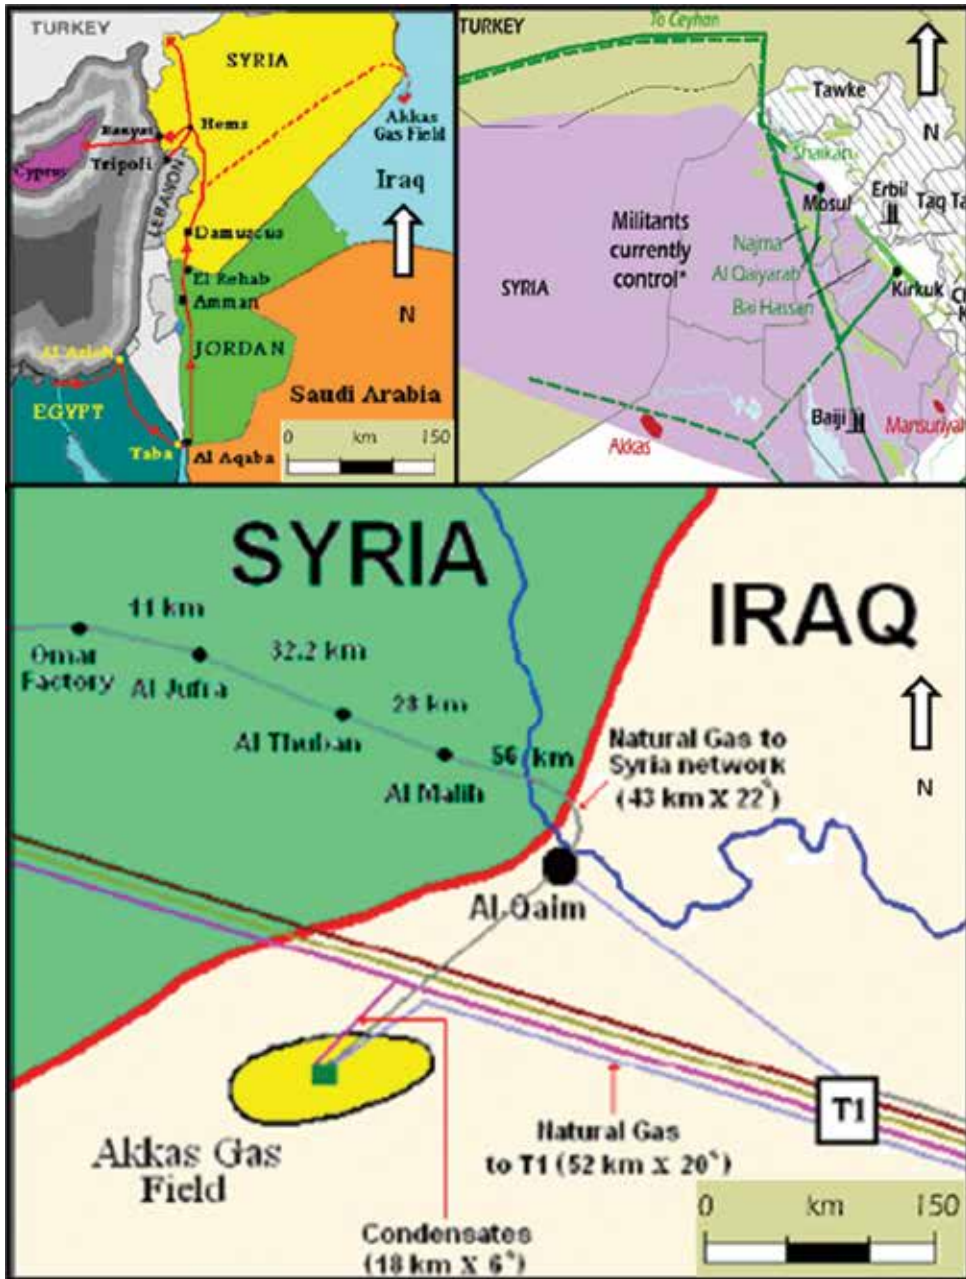 TURKEY
SYRIA
Akkas
Gas Field
Banyas
Homs
Cyprus
Tripoli
Iraq
LEBANON
Damuscus
El Rehab
Amman
N
JORDAN
EGYPT
Saudi Arabia
Taba
Al Aqaba
0 km 150
TURKEY
To Ceyhan
N
Tawke
Shaikan
Mosul
Erbil
Taq Ta
Militants
currently
control*
Najma
Al Qaiyarah
Bai Hassan
SYRIA
Kirkuk
Baiji
Akkas
Mansuriyah
SYRIA
IRAQ
11 km
Omar
Factory
Al Jufra
32.2 km
Al Thuban
28 km
Al Malih
56 km
Natural Gas to
Syria network
(43 km X 22")
N
Al-Qaim
T1
Natural Gas
to T1 (52 km X 20")
Akkas Gas
Field
Condensates
(18 km X 6")
0 km 150